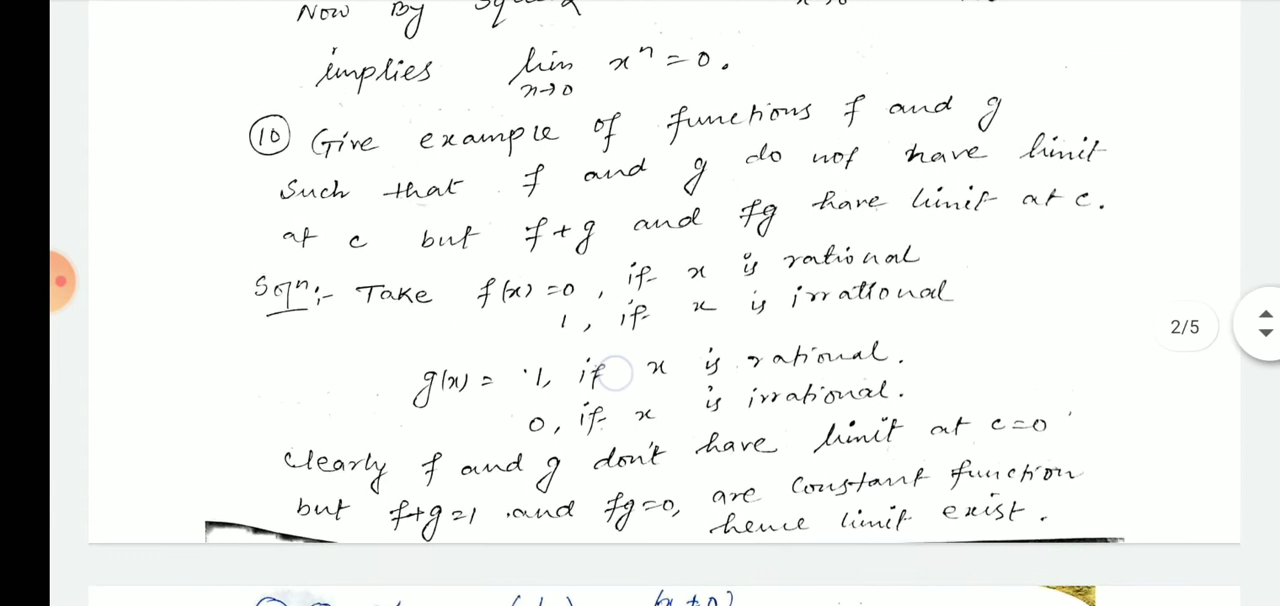 Now By
implies lim xⁿ = 0.
n→0
(10) Give example of functions f and g
such that f and g do not have limit
at c but f+g and fg have limit at c.
Solⁿ:- Take f(x) = 0, if x is rational
1, if x is irrational
g(x) = 1, if x is rational.
0, if x is irrational.
2/5
clearly f and g don't have limit at c=0
but f+g=1 and fg=0, are constant function
hence limit exist.